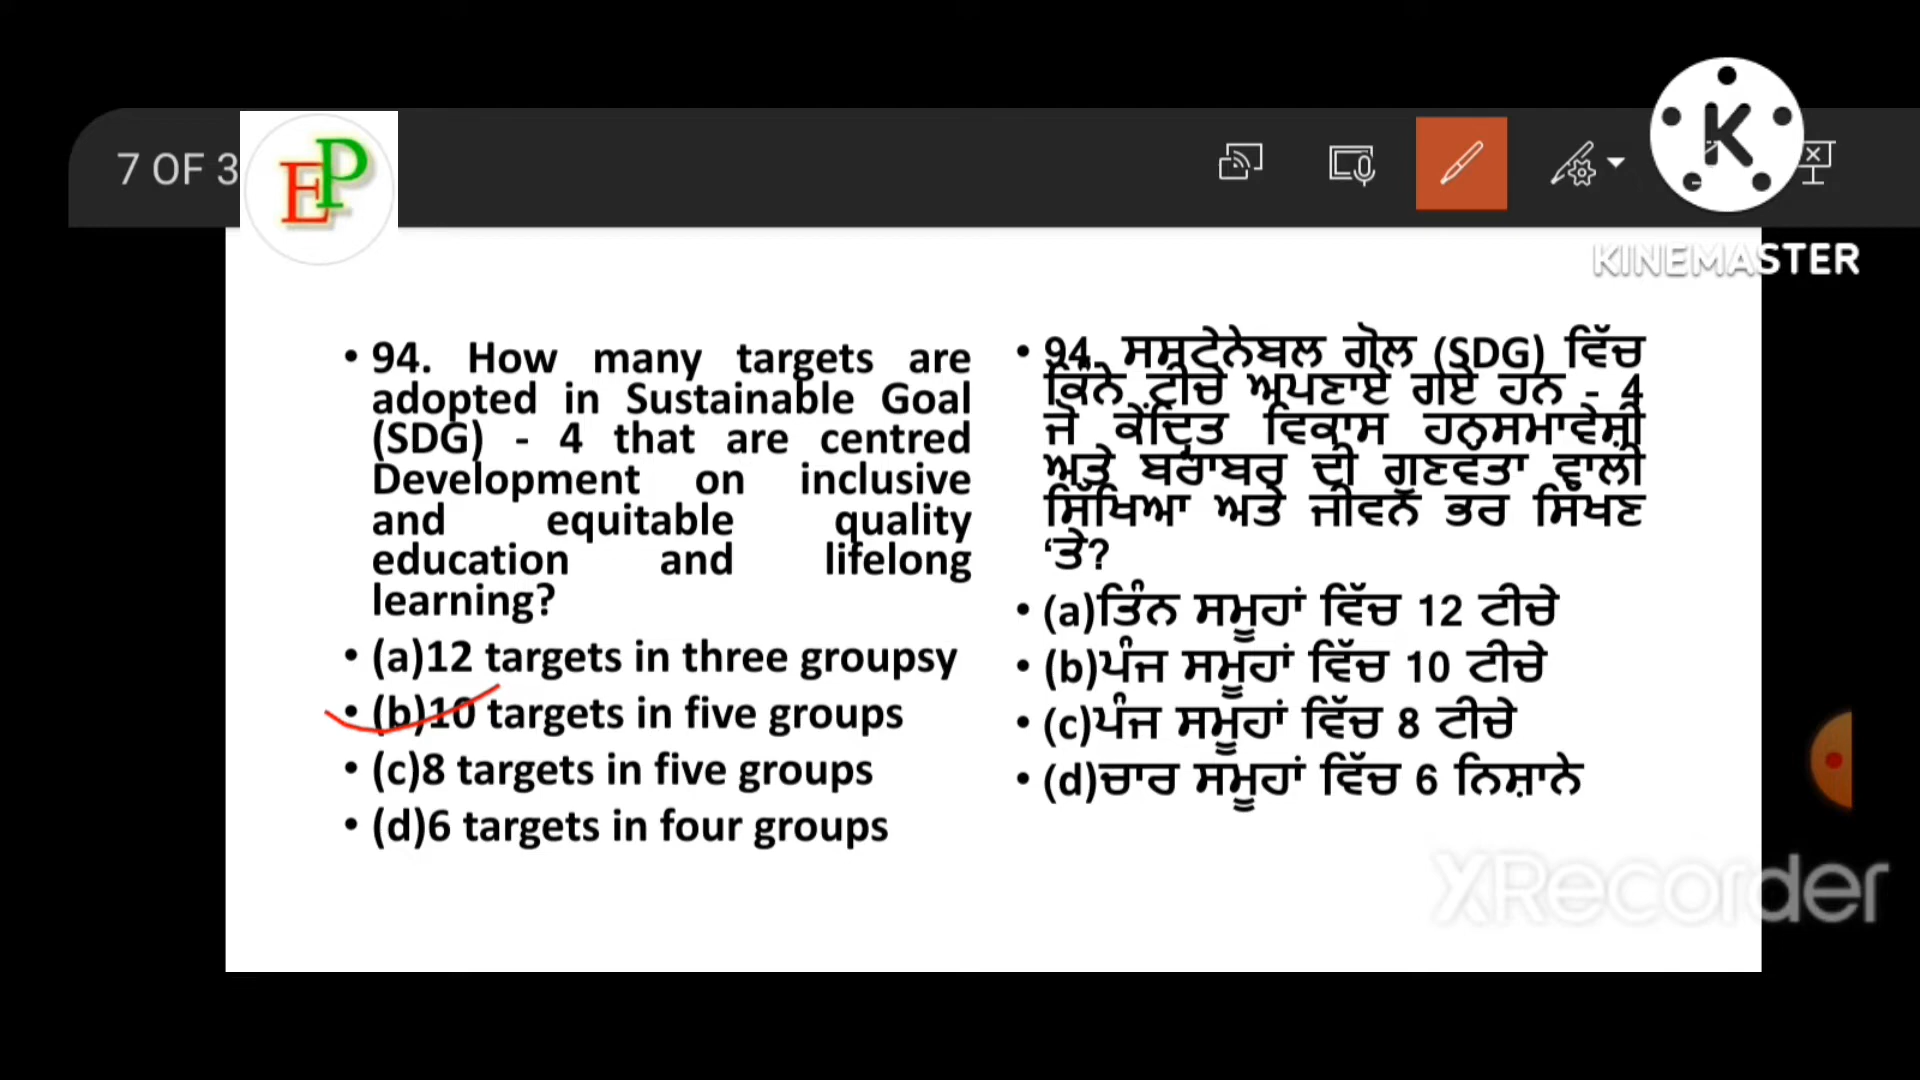 7 OF 3
EP
K
KINEMASTER
• 94. How many targets are
adopted in Sustainable Goal
(SDG) - 4 that are centred
Development on inclusive
and equitable quality
education and lifelong
learning?
• (a)12 targets in three groupsy
• (b)10 targets in five groups
• (c)8 targets in five groups
• (d)6 targets in four groups
• 94. ਸਸਟੇਨੇਬਲ ਗੋਲ (SDG) ਵਿੱਚ
ਕਿੰਨੇ ਟੀਚੇ ਅਪਣਾਏ ਗਏ ਹਨ - 4
ਜੋ ਕੇਂਦ੍ਰਿਤ ਵਿਕਾਸ ਹਨਸਮਾਵੇਸ਼ੀ
ਅਤੇ ਬਰਾਬਰ ਦੀ ਗੁਣਵੱਤਾ ਵਾਲੀ
ਸਿੱਖਿਆ ਅਤੇ ਜੀਵਨ ਭਰ ਸਿੱਖਣ
‘ਤੇ?
• (a)ਤਿੰਨ ਸਮੂਹਾਂ ਵਿੱਚ 12 ਟੀਚੇ
• (b)ਪੰਜ ਸਮੂਹਾਂ ਵਿੱਚ 10 ਟੀਚੇ
• (c)ਪੰਜ ਸਮੂਹਾਂ ਵਿੱਚ 8 ਟੀਚੇ
• (d)ਚਾਰ ਸਮੂਹਾਂ ਵਿੱਚ 6 ਨਿਸ਼ਾਨੇ
XRecorder